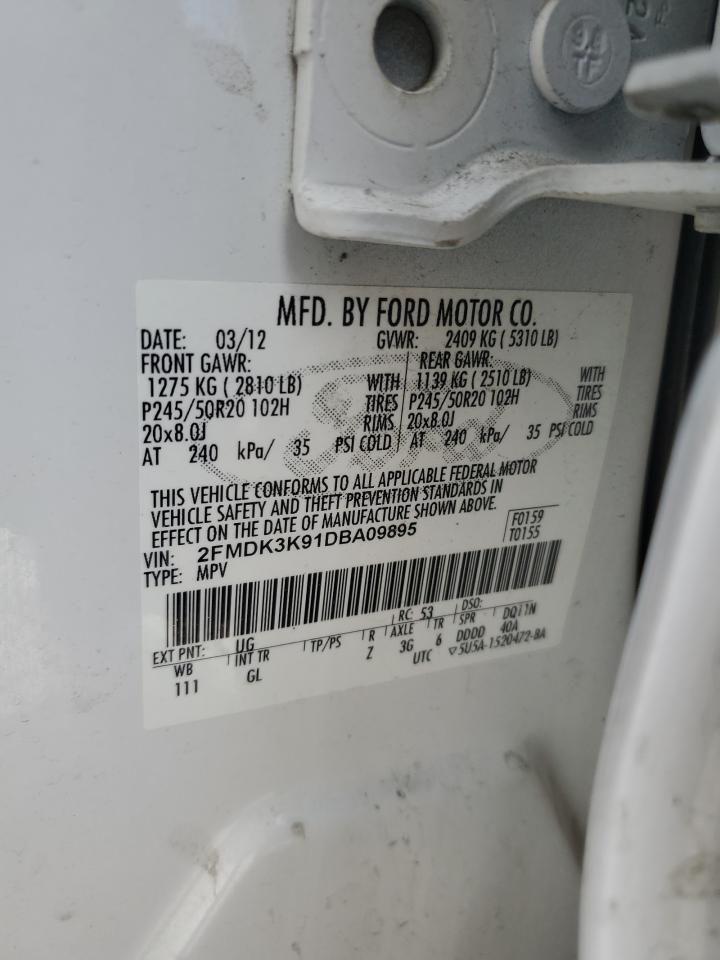 MFD. BY FORD MOTOR CO.
DATE: 03/12 GVWR: 2409 KG ( 5310 LB)
FRONT GAWR: REAR GAWR:
1275 KG ( 2810 LB) WITH 1139 KG ( 2510 LB) WITH
P245/50R20 102H TIRES P245/50R20 102H TIRES
20x8.0J RIMS 20x8.0J RIMS
AT 240 kPa/ 35 PSI COLD AT 240 kPa/ 35 PSI COLD
THIS VEHICLE CONFORMS TO ALL APPLICABLE FEDERAL MOTOR
VEHICLE SAFETY AND THEFT PREVENTION STANDARDS IN
EFFECT ON THE DATE OF MANUFACTURE SHOWN ABOVE.
VIN: 2FMDK3K91DBA09895 F0159
TYPE: MPV T0155
EXT PNT: UG RC: 53 DSO:
WB INT TR TP/PS R AXLE TR SPR DQ11N
111 GL Z 3G 6 DDDD 40A
UTC ▽5U5A-1520472-BA